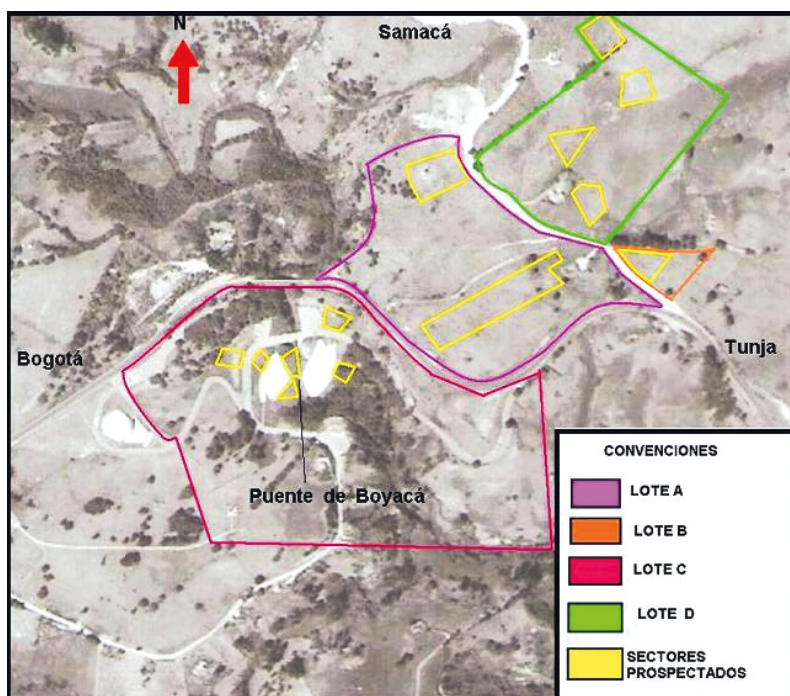 N
Samacá
Bogotá
Tunja
Puente de Boyacá
CONVENCIONES
LOTE A
LOTE B
LOTE C
LOTE D
SECTORES
PROSPECTADOS